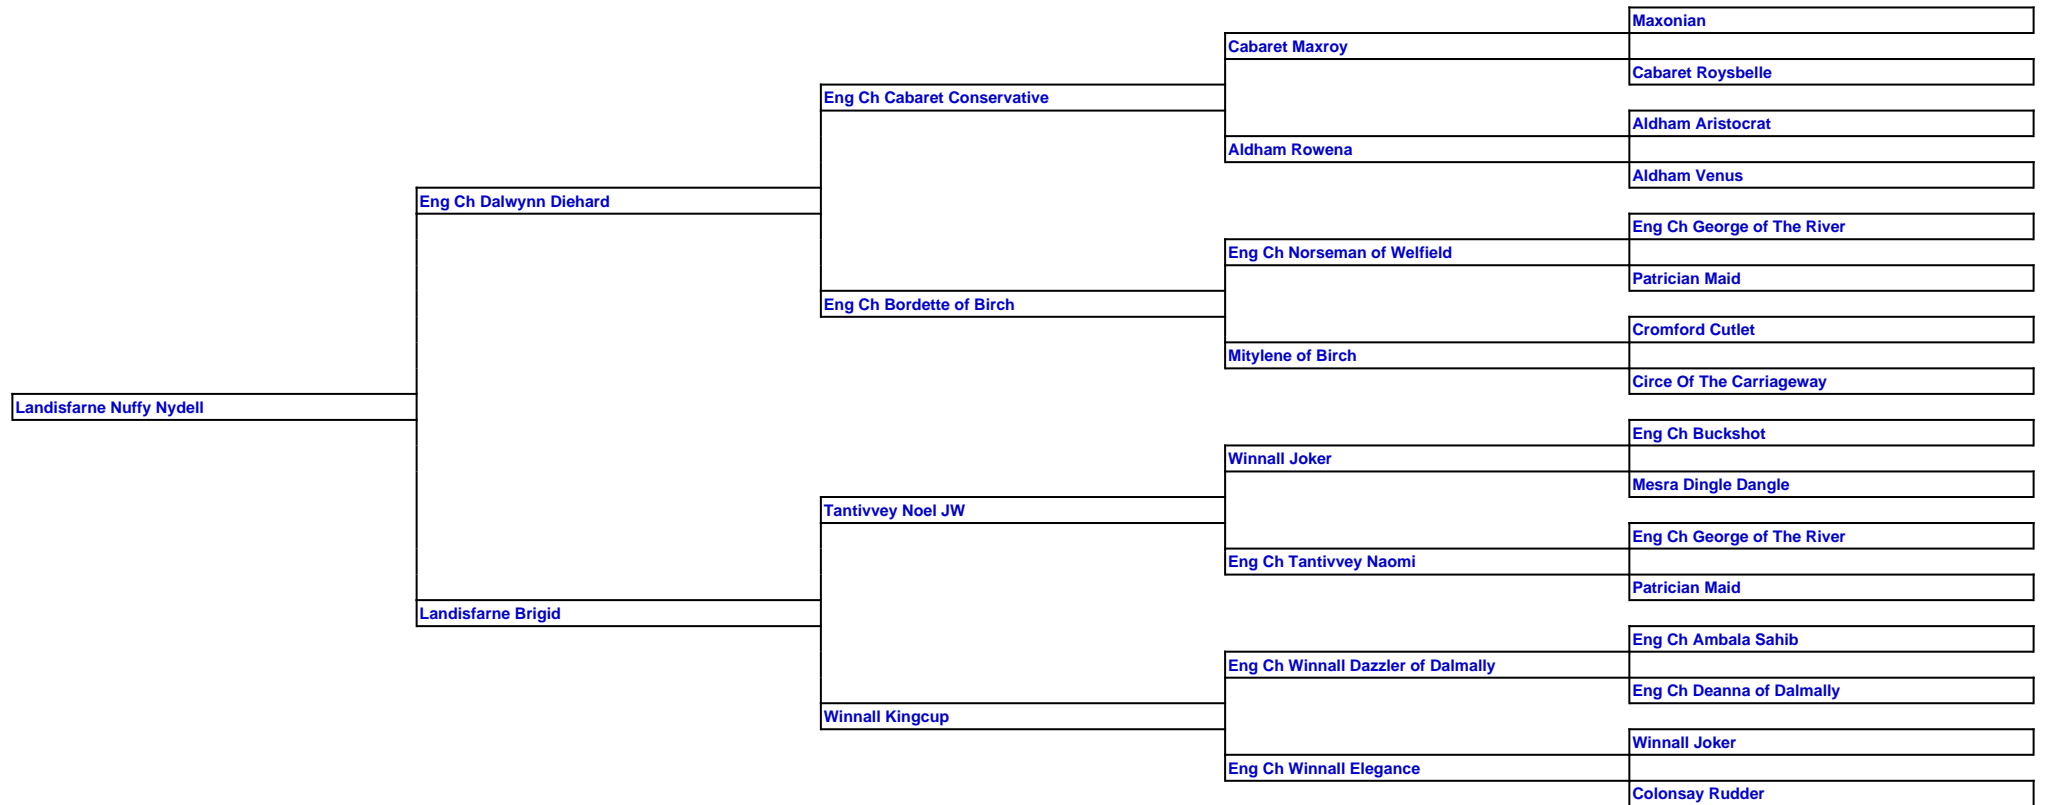 Maxonian
Cabaret Maxroy
Cabaret Roysbelle
Eng Ch Cabaret Conservative
Aldham Aristocrat
Aldham Rowena
Aldham Venus
Eng Ch Dalwynn Diehard
Eng Ch George of The River
Eng Ch Norseman of Welfield
Patrician Maid
Eng Ch Bordette of Birch
Cromford Cutlet
Mitylene of Birch
Circe Of The Carriageway
Landisfarne Nuffy Nydell
Eng Ch Buckshot
Winnall Joker
Mesra Dingle Dangle
Tantivvey Noel JW
Eng Ch George of The River
Eng Ch Tantivvey Naomi
Patrician Maid
Landisfarne Brigid
Eng Ch Ambala Sahib
Eng Ch Winnall Dazzler of Dalmally
Eng Ch Deanna of Dalmally
Winnall Kingcup
Winnall Joker
Eng Ch Winnall Elegance
Colonsay Rudder